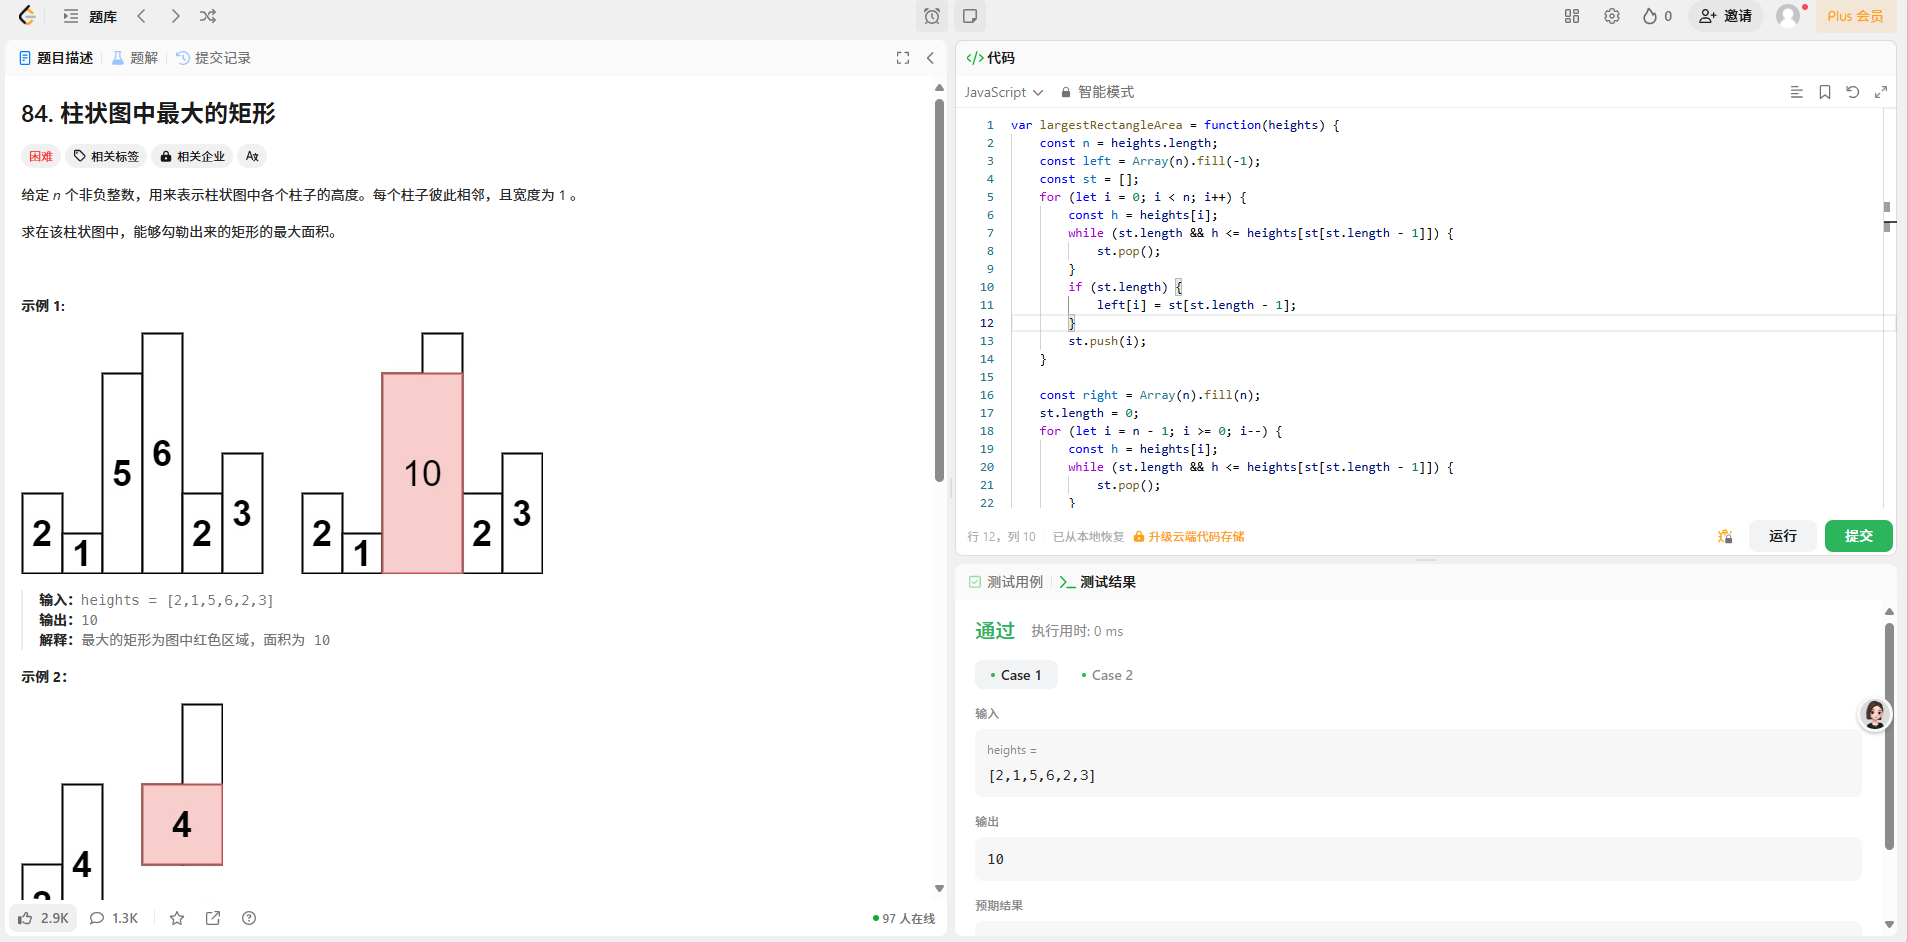 题库
0
邀请
Plus 会员
题目描述
题解
提交记录
84. 柱状图中最大的矩形
困难
相关标签
相关企业
给定 n 个非负整数，用来表示柱状图中各个柱子的高度。每个柱子彼此相邻，且宽度为 1 。
求在该柱状图中，能够勾勒出来的矩形的最大面积。
示例 1:
2
1
5
6
2
3
2
1
10
2
3
输入：heights = [2,1,5,6,2,3]
输出：10
解释：最大的矩形为图中红色区域，面积为 10
示例 2：
4
4
2.9K
1.3K
97 人在线
代码
JavaScript
智能模式
1 var largestRectangleArea = function(heights) {
2     const n = heights.length;
3     const left = Array(n).fill(-1);
4     const st = [];
5     for (let i = 0; i < n; i++) {
6         const h = heights[i];
7         while (st.length && h <= heights[st[st.length - 1]]) {
8             st.pop();
9         }
10         if (st.length) {
11             left[i] = st[st.length - 1];
12         }
13         st.push(i);
14     }
15
16     const right = Array(n).fill(n);
17     st.length = 0;
18     for (let i = n - 1; i >= 0; i--) {
19         const h = heights[i];
20         while (st.length && h <= heights[st[st.length - 1]]) {
21             st.pop();
22         }
行 12，列 10
已从本地恢复
升级云端代码存储
运行
提交
测试用例
测试结果
通过
执行用时: 0 ms
Case 1
Case 2
输入
heights =
[2,1,5,6,2,3]
输出
10
预期结果